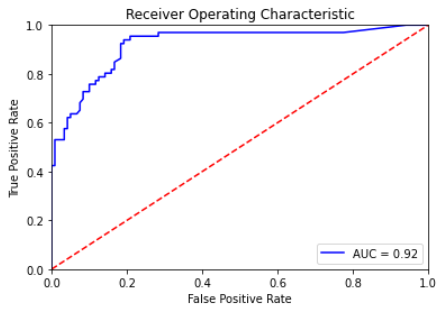 Receiver Operating Characteristic
1.0
0.8
0.6
0.4
0.2
0.0
True Positive Rate
AUC = 0.92
0.0 0.2 0.4 0.6 0.8 1.0
False Positive Rate